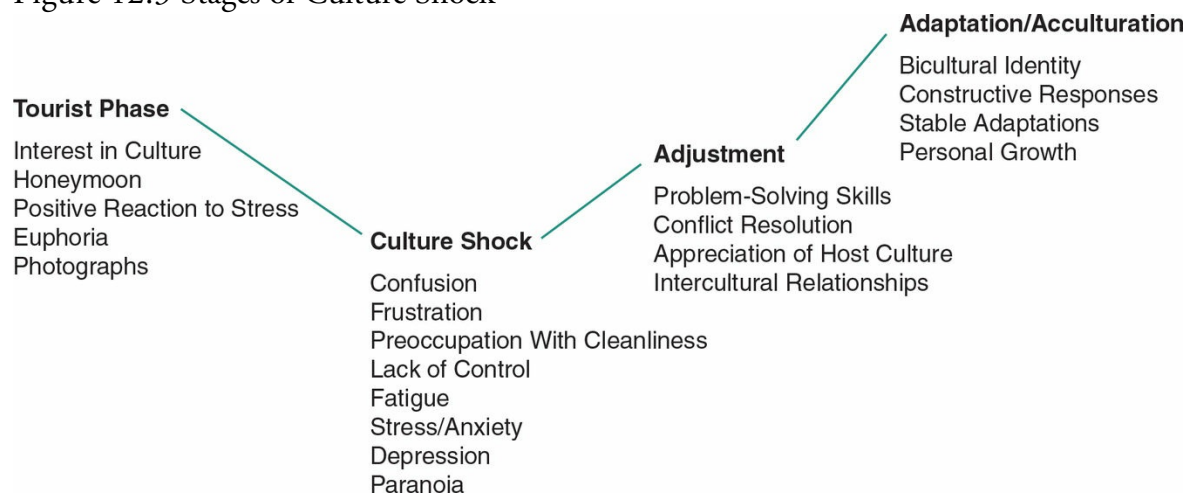 Figure 12.3 Stages of Culture Shock
Tourist Phase
Interest in Culture
Honeymoon
Positive Reaction to Stress
Euphoria
Photographs
Culture Shock
Confusion
Frustration
Preoccupation With Cleanliness
Lack of Control
Fatigue
Stress/Anxiety
Depression
Paranoia
Adjustment
Problem-Solving Skills
Conflict Resolution
Appreciation of Host Culture
Intercultural Relationships
Adaptation/Acculturation
Bicultural Identity
Constructive Responses
Stable Adaptations
Personal Growth